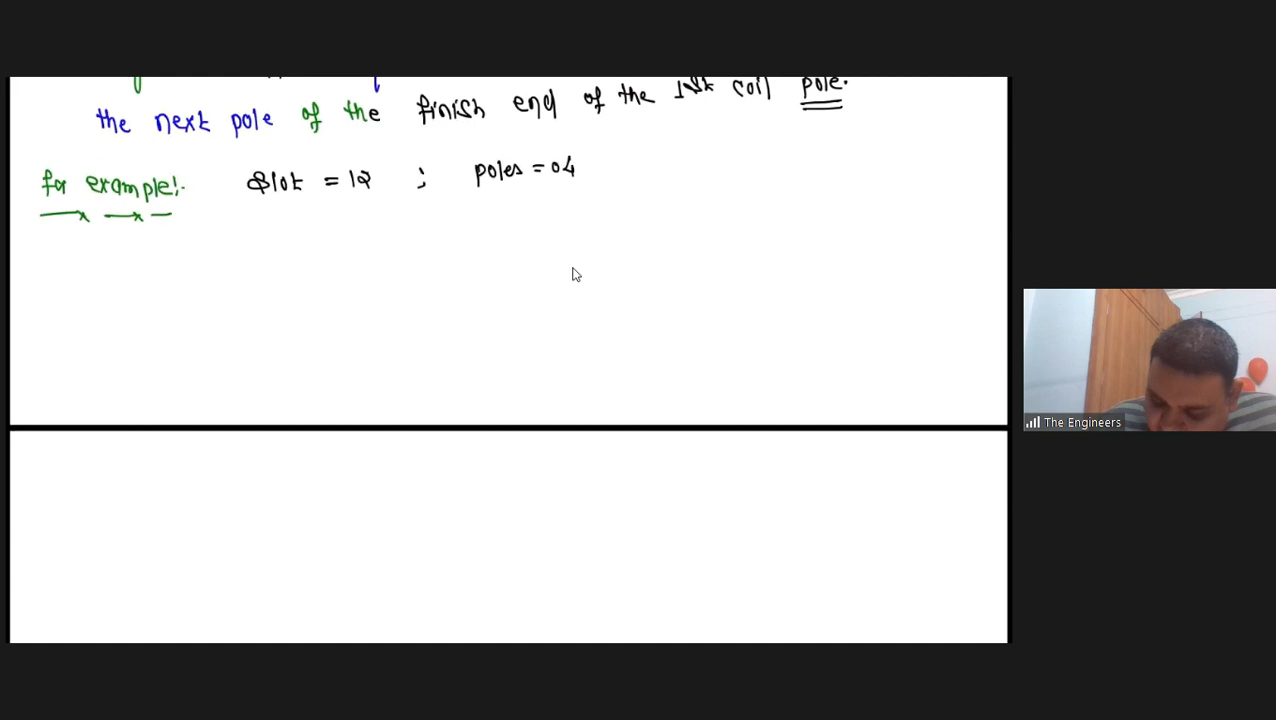 the next pole of the finish end of the 1st coil pole.
for example:- Slot = 12 ; poles = 04
The Engineers